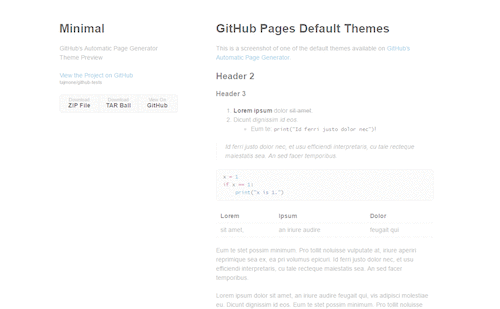 Minimal
GitHub's Automatic Page Generator
Theme Preview
View the Project on GitHub
Download
ZIP File
Download
TAR Ball
View On
GitHub
GitHub Pages Default Themes
This is a screenshot of one of the default themes available on GitHub's
Automatic Page Generator
Header 2
Header 3
1. Lorem ipsum dolor sit amet
2. Dicunt dignissim id eos
Eum te print("Id ferri justo dolor nec")!
Id ferri justo dolor nec, et usu efficiendi interpretaris, cu tale recteque
maiestatis sea. An sed facer temporibus
x = 1
if x == 1:
print("x is 1.")
Lorem Ipsum Dolor
sit amet, an iriure audire feugait qui
Eum te stet possim minimum. Pro tollit noluisse vulputate at, iriure aperiri
reprimique sea ex, ea pri volumus epicuri. Id ferri justo dolor nec, et usu
efficiendi interpretaris, cu tale recteque maiestatis sea. An sed facer
temporibus.
Lorem ipsum dolor sit amet, an iriure audire feugait qui, vis adipisci molestiae
eu. Dicunt dignissim id eos. Eum te stet possim minimum. Pro tollit noluisse